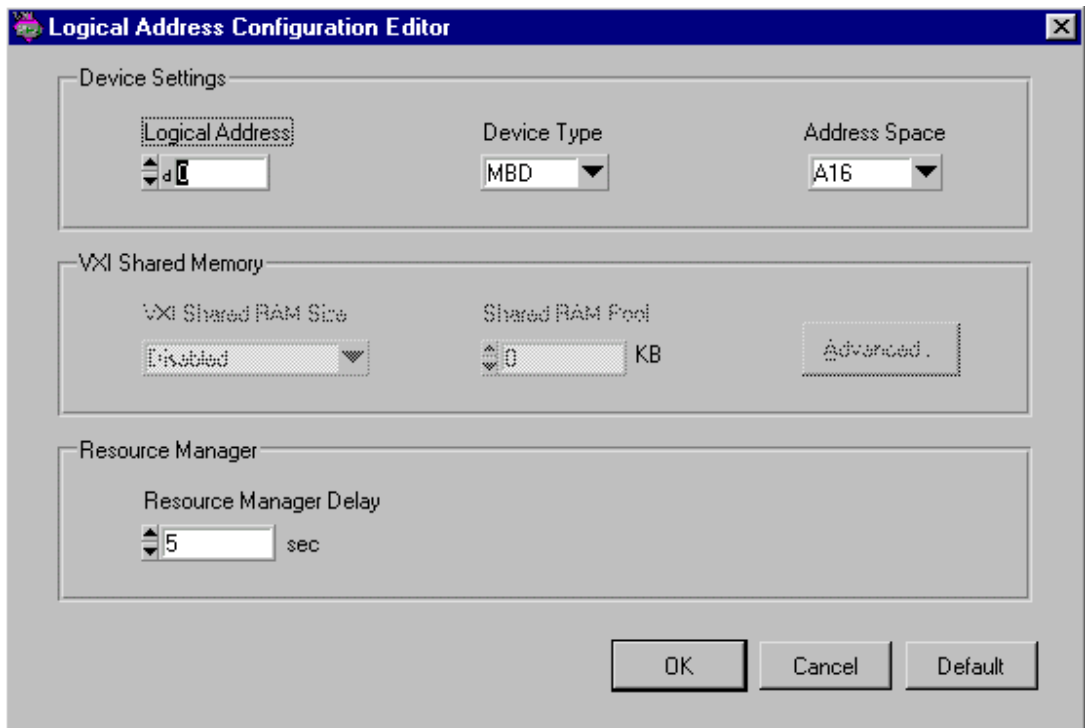 Logical Address Configuration Editor
Device Settings
Logical Address Device Type Address Space
d 0 MBD A16
VXI Shared Memory
VXI Shared RAM Size Shared RAM Pool
Disabled 0 KB Advanced .
Resource Manager
Resource Manager Delay
5 sec
OK Cancel Default